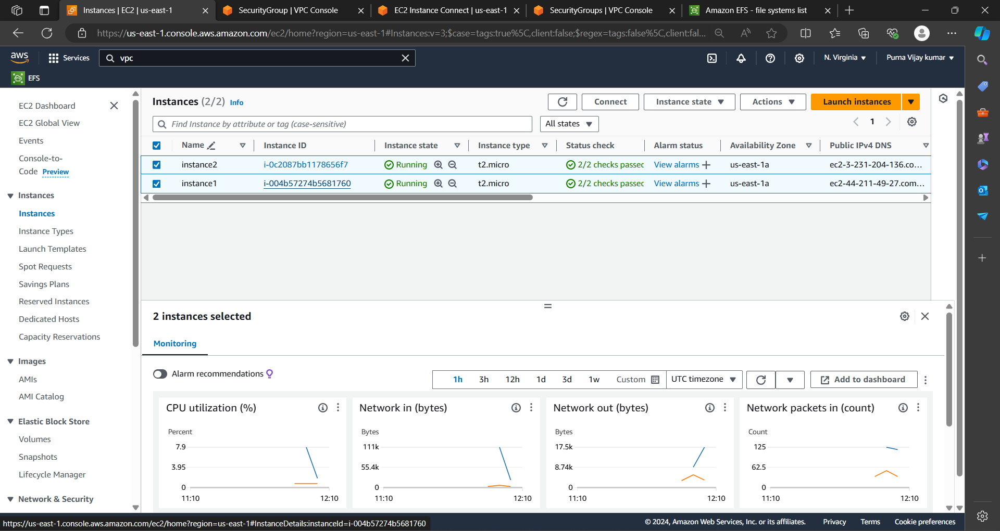 Instances | EC2 | us-east-1
SecurityGroup | VPC Console
EC2 Instance Connect | us-east-1
SecurityGroups | VPC Console
Amazon EFS - file systems list
https://us-east-1.console.aws.amazon.com/ec2/home?region=us-east-1#Instances:v=3;$case=tags:true%5C,client:false;$regex=tags:false%5C,client:fal...
aws
Services
vpc
N. Virginia
Purna Vijay kumar
EFS
EC2 Dashboard
EC2 Global View
Events
Console-to-
Code Preview
Instances
Instances
Instance Types
Launch Templates
Spot Requests
Savings Plans
Reserved Instances
Dedicated Hosts
Capacity Reservations
Images
AMIs
AMI Catalog
Elastic Block Store
Volumes
Snapshots
Lifecycle Manager
Network & Security
Instances (2/2) Info
Connect
Instance state
Actions
Launch instances
Find Instance by attribute or tag (case-sensitive)
All states
1
Name Instance ID Instance state Instance type Status check Alarm status Availability Zone Public IPv4 DNS
instance2 i-0c2087bb1178656f7 Running t2.micro 2/2 checks passec View alarms us-east-1a ec2-3-231-204-136.co...
instance1 i-004b57274b5681760 Running t2.micro 2/2 checks passec View alarms us-east-1a ec2-44-211-49-27.com...
2 instances selected
Monitoring
Alarm recommendations
1h 3h 12h 1d 3d 1w Custom UTC timezone
Add to dashboard
CPU utilization (%)
Percent
7.9
3.95
0
11:10 12:10
Network in (bytes)
Bytes
111k
55.4k
0
11:10 12:10
Network out (bytes)
Bytes
17.5k
8.74k
0
11:10 12:10
Network packets in (count)
Count
125
62.5
0
11:10 12:10
https://us-east-1.console.aws.amazon.com/ec2/home?region=us-east-1#InstanceDetails:instanceId=i-004b57274b5681760
© 2024, Amazon Web Services, Inc. or its affiliates. Privacy Terms Cookie preferences